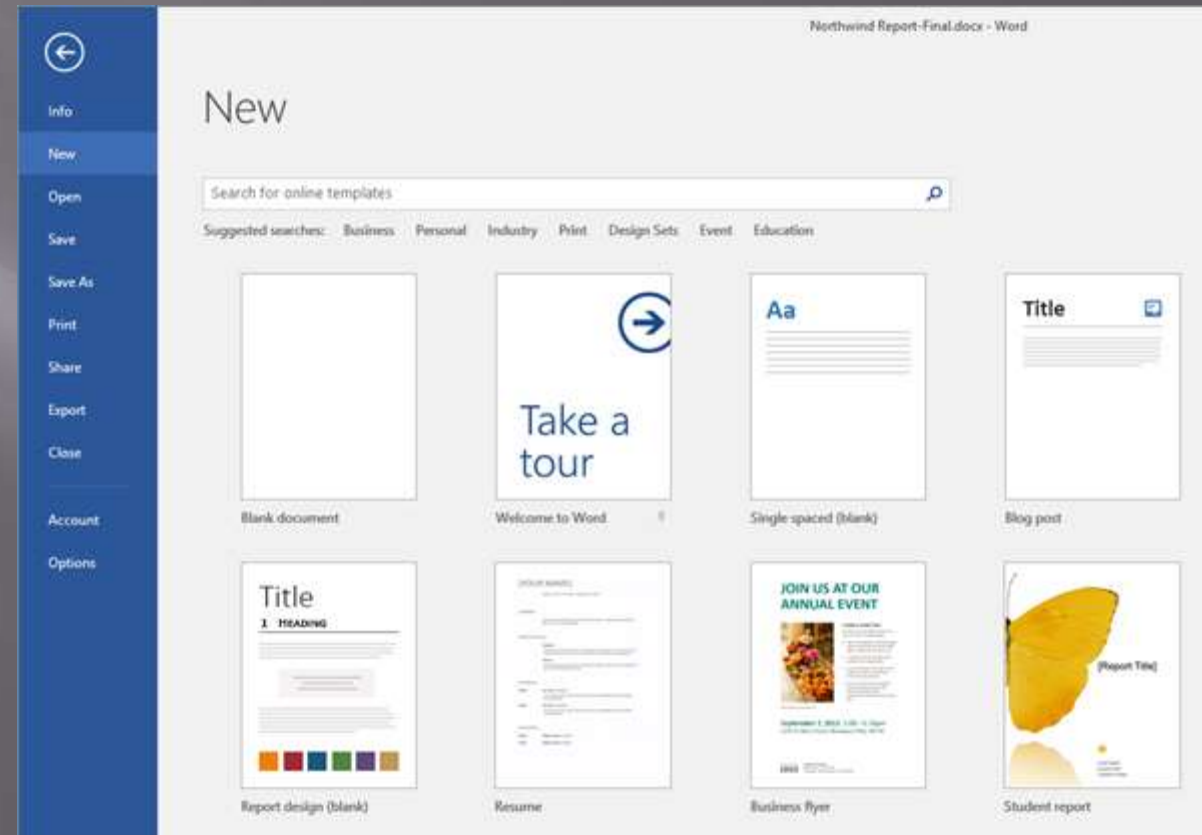 Northwind Report-Final.docx - Word
Info
New
Open
Save
Save As
Print
Share
Export
Close
Account
Options
New
Search for online templates
Suggested searches: Business Personal Industry Print Design Sets Event Education
Take a
tour
Aa
Title
Blank document
Welcome to Word
Single spaced (blank)
Blog post
Title
1 HEADING
[YOUR NAME]
JOIN US AT OUR
ANNUAL EVENT
[Report Title]
Report design (blank)
Resume
Business flyer
Student report